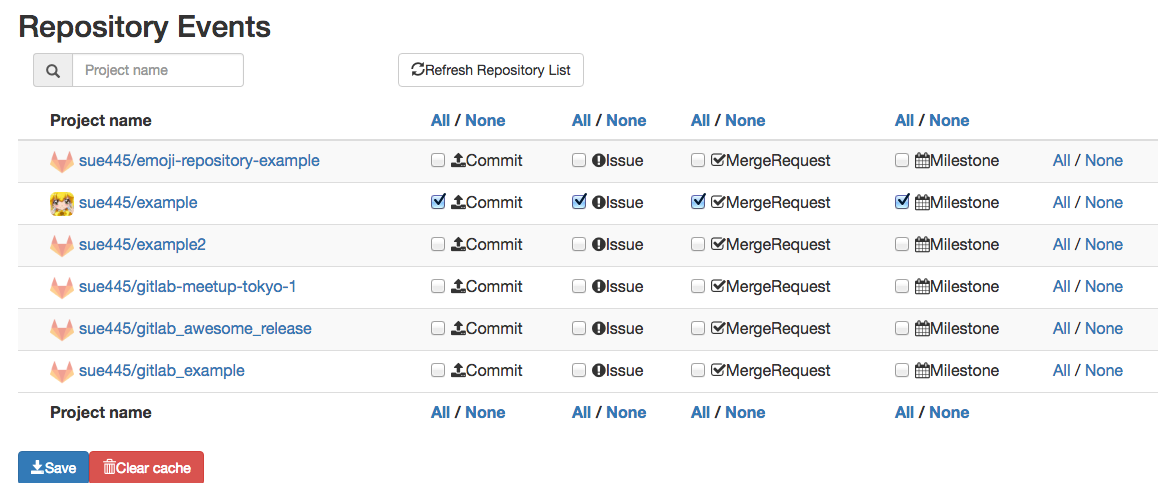 Repository Events
Project name Refresh Repository List
Project name All / None All / None All / None All / None
sue445/emoji-repository-example Commit Issue MergeRequest Milestone All / None
sue445/example Commit Issue MergeRequest Milestone All / None
sue445/example2 Commit Issue MergeRequest Milestone All / None
sue445/gitlab-meetup-tokyo-1 Commit Issue MergeRequest Milestone All / None
sue445/gitlab_awesome_release Commit Issue MergeRequest Milestone All / None
sue445/gitlab_example Commit Issue MergeRequest Milestone All / None
Project name All / None All / None All / None All / None
Save Clear cache